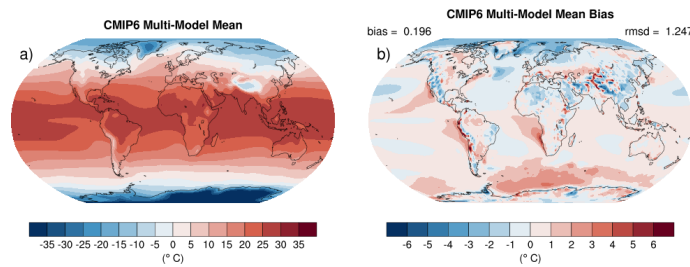 CMIP6 Multi-Model Mean
a)
-35 -30 -25 -20 -15 -10 -5 0 5 10 15 20 25 30 35
(° C)
CMIP6 Multi-Model Mean Bias
bias = 0.196 rmsd = 1.247
b)
-6 -5 -4 -3 -2 -1 0 1 2 3 4 5 6
(° C)